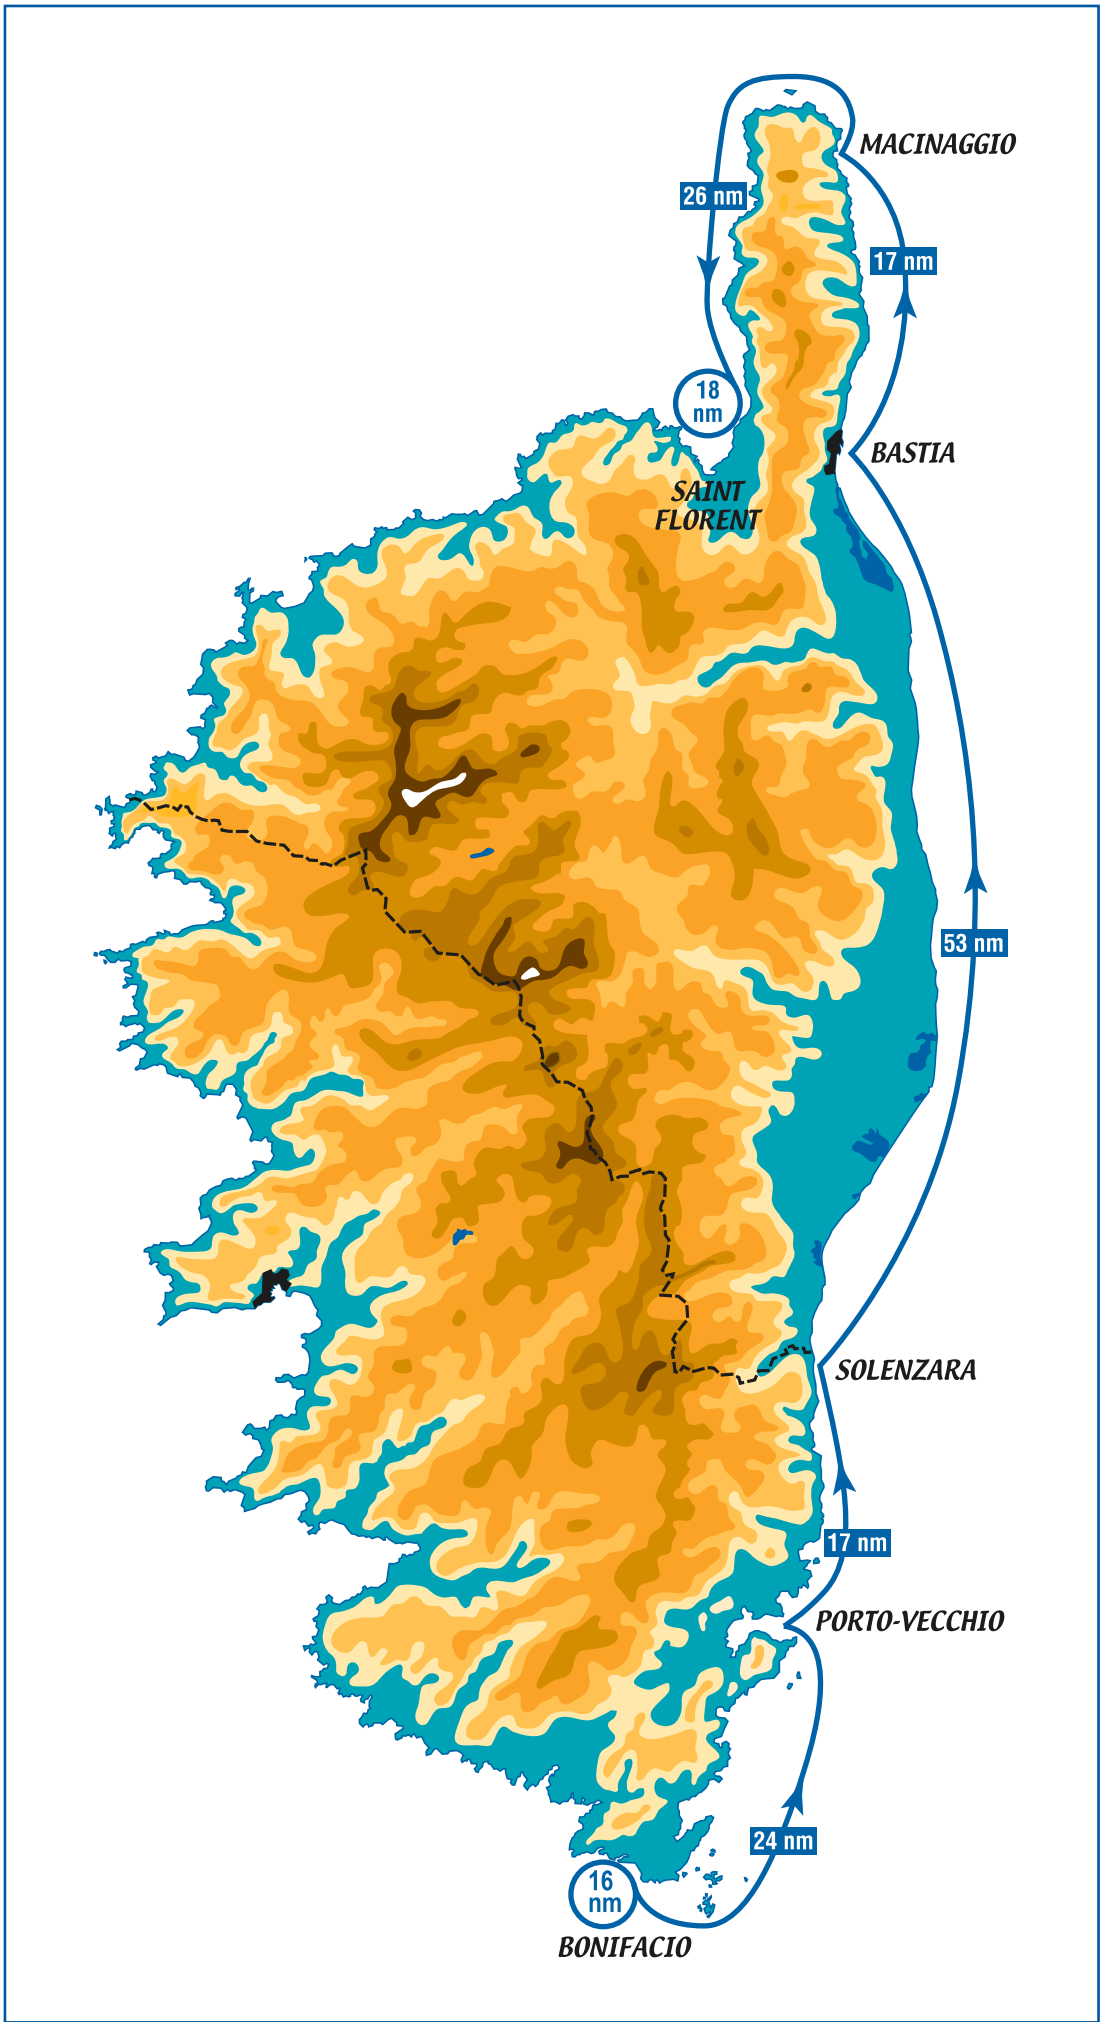 MACINAGGIO
26 nm
17 nm
18
nm
BASTIA
SAINT
FLORENT
53 nm
SOLENZARA
17 nm
PORTO-VECCHIO
24 nm
16
nm
BONIFACIO